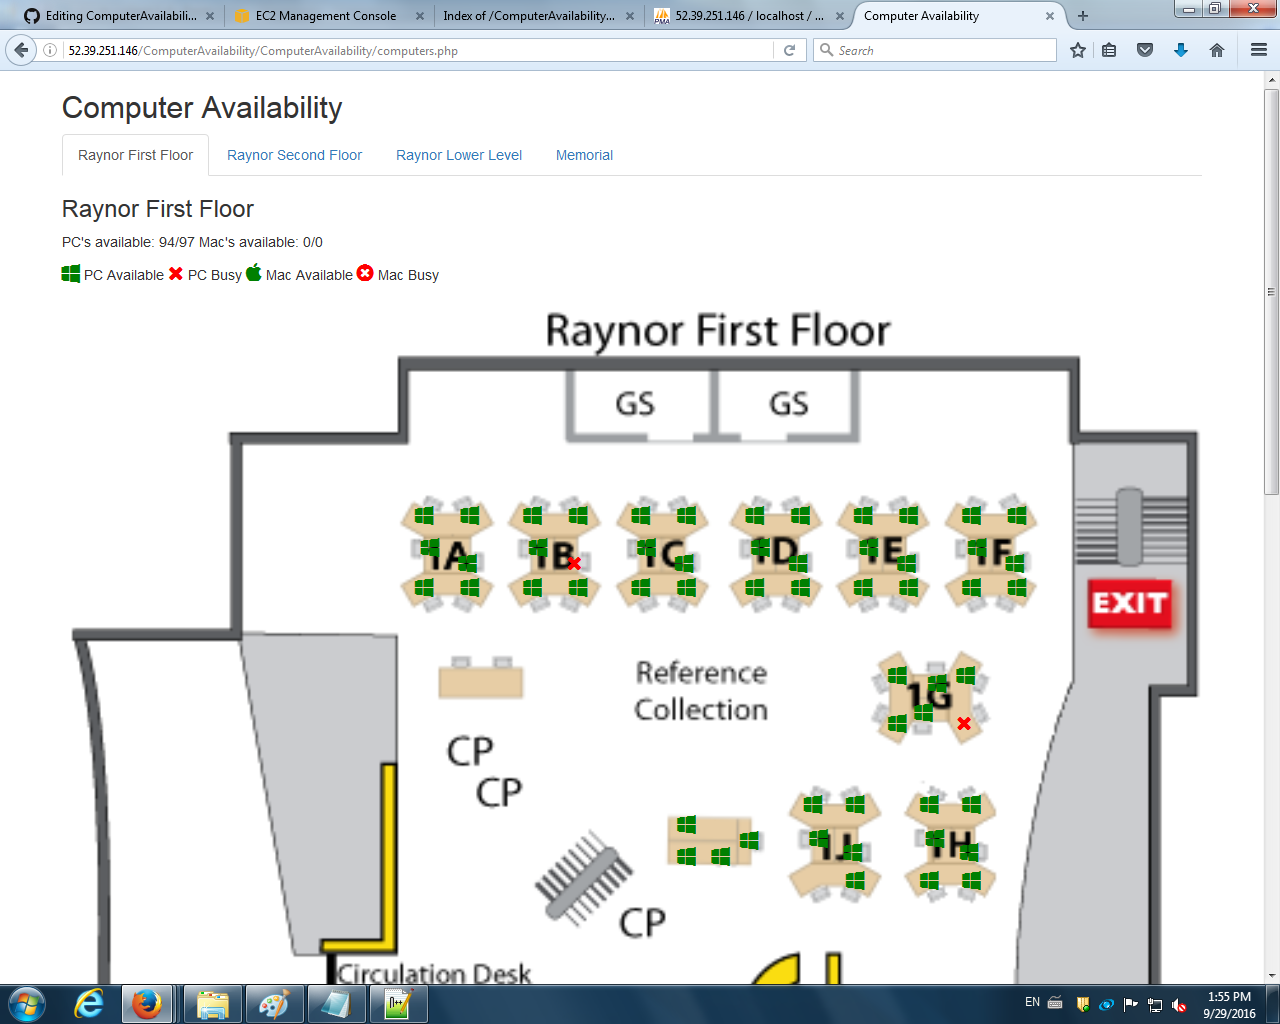 Editing ComputerAvailabili...
EC2 Management Console
Index of /ComputerAvailability...
PMA
52.39.251.146 / localhost / ...
Computer Availability
52.39.251.146/ComputerAvailability/ComputerAvailability/computers.php
Search
Computer Availability
Raynor First Floor
Raynor Second Floor
Raynor Lower Level
Memorial
Raynor First Floor
PC's available: 94/97 Mac's available: 0/0
PC Available
PC Busy
Mac Available
Mac Busy
Raynor First Floor
GS
GS
1A
1B
1C
1D
1E
1F
EXIT
Reference
Collection
1G
CP
CP
1J
1H
CP
Circulation Desk
EN
1:55 PM
9/29/2016